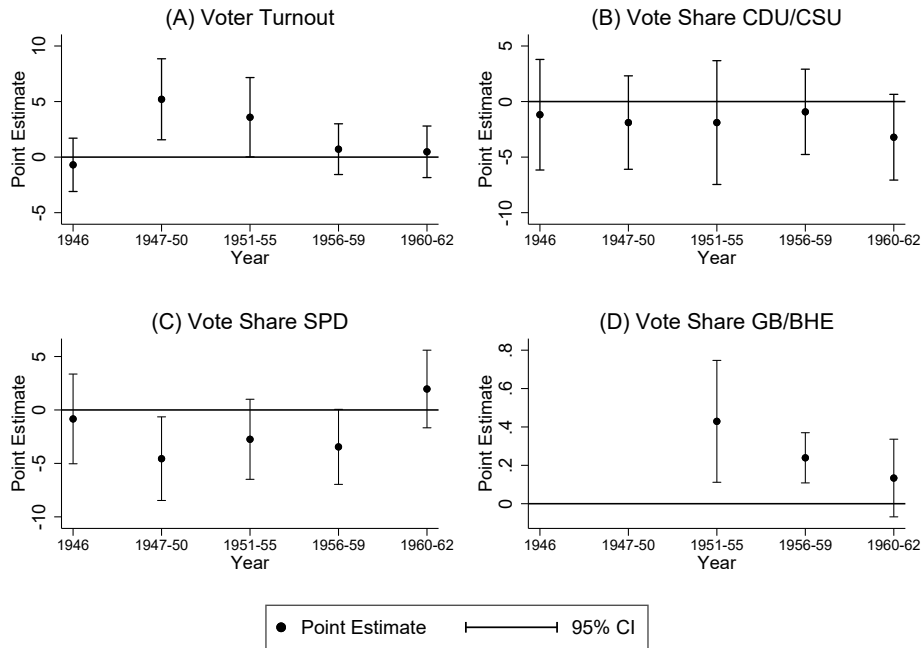 (A) Voter Turnout
Point Estimate
10
5
0
-5
1946
1947-50
1951-55
1956-59
1960-62
Year
(B) Vote Share CDU/CSU
Point Estimate
5
0
-5
-10
1946
1947-50
1951-55
1956-59
1960-62
Year
(C) Vote Share SPD
Point Estimate
5
0
-5
-10
1946
1947-50
1951-55
1956-59
1960-62
Year
(D) Vote Share GB/BHE
Point Estimate
.8
.6
.4
.2
0
1946
1947-50
1951-55
1956-59
1960-62
Year
Point Estimate
95% CI